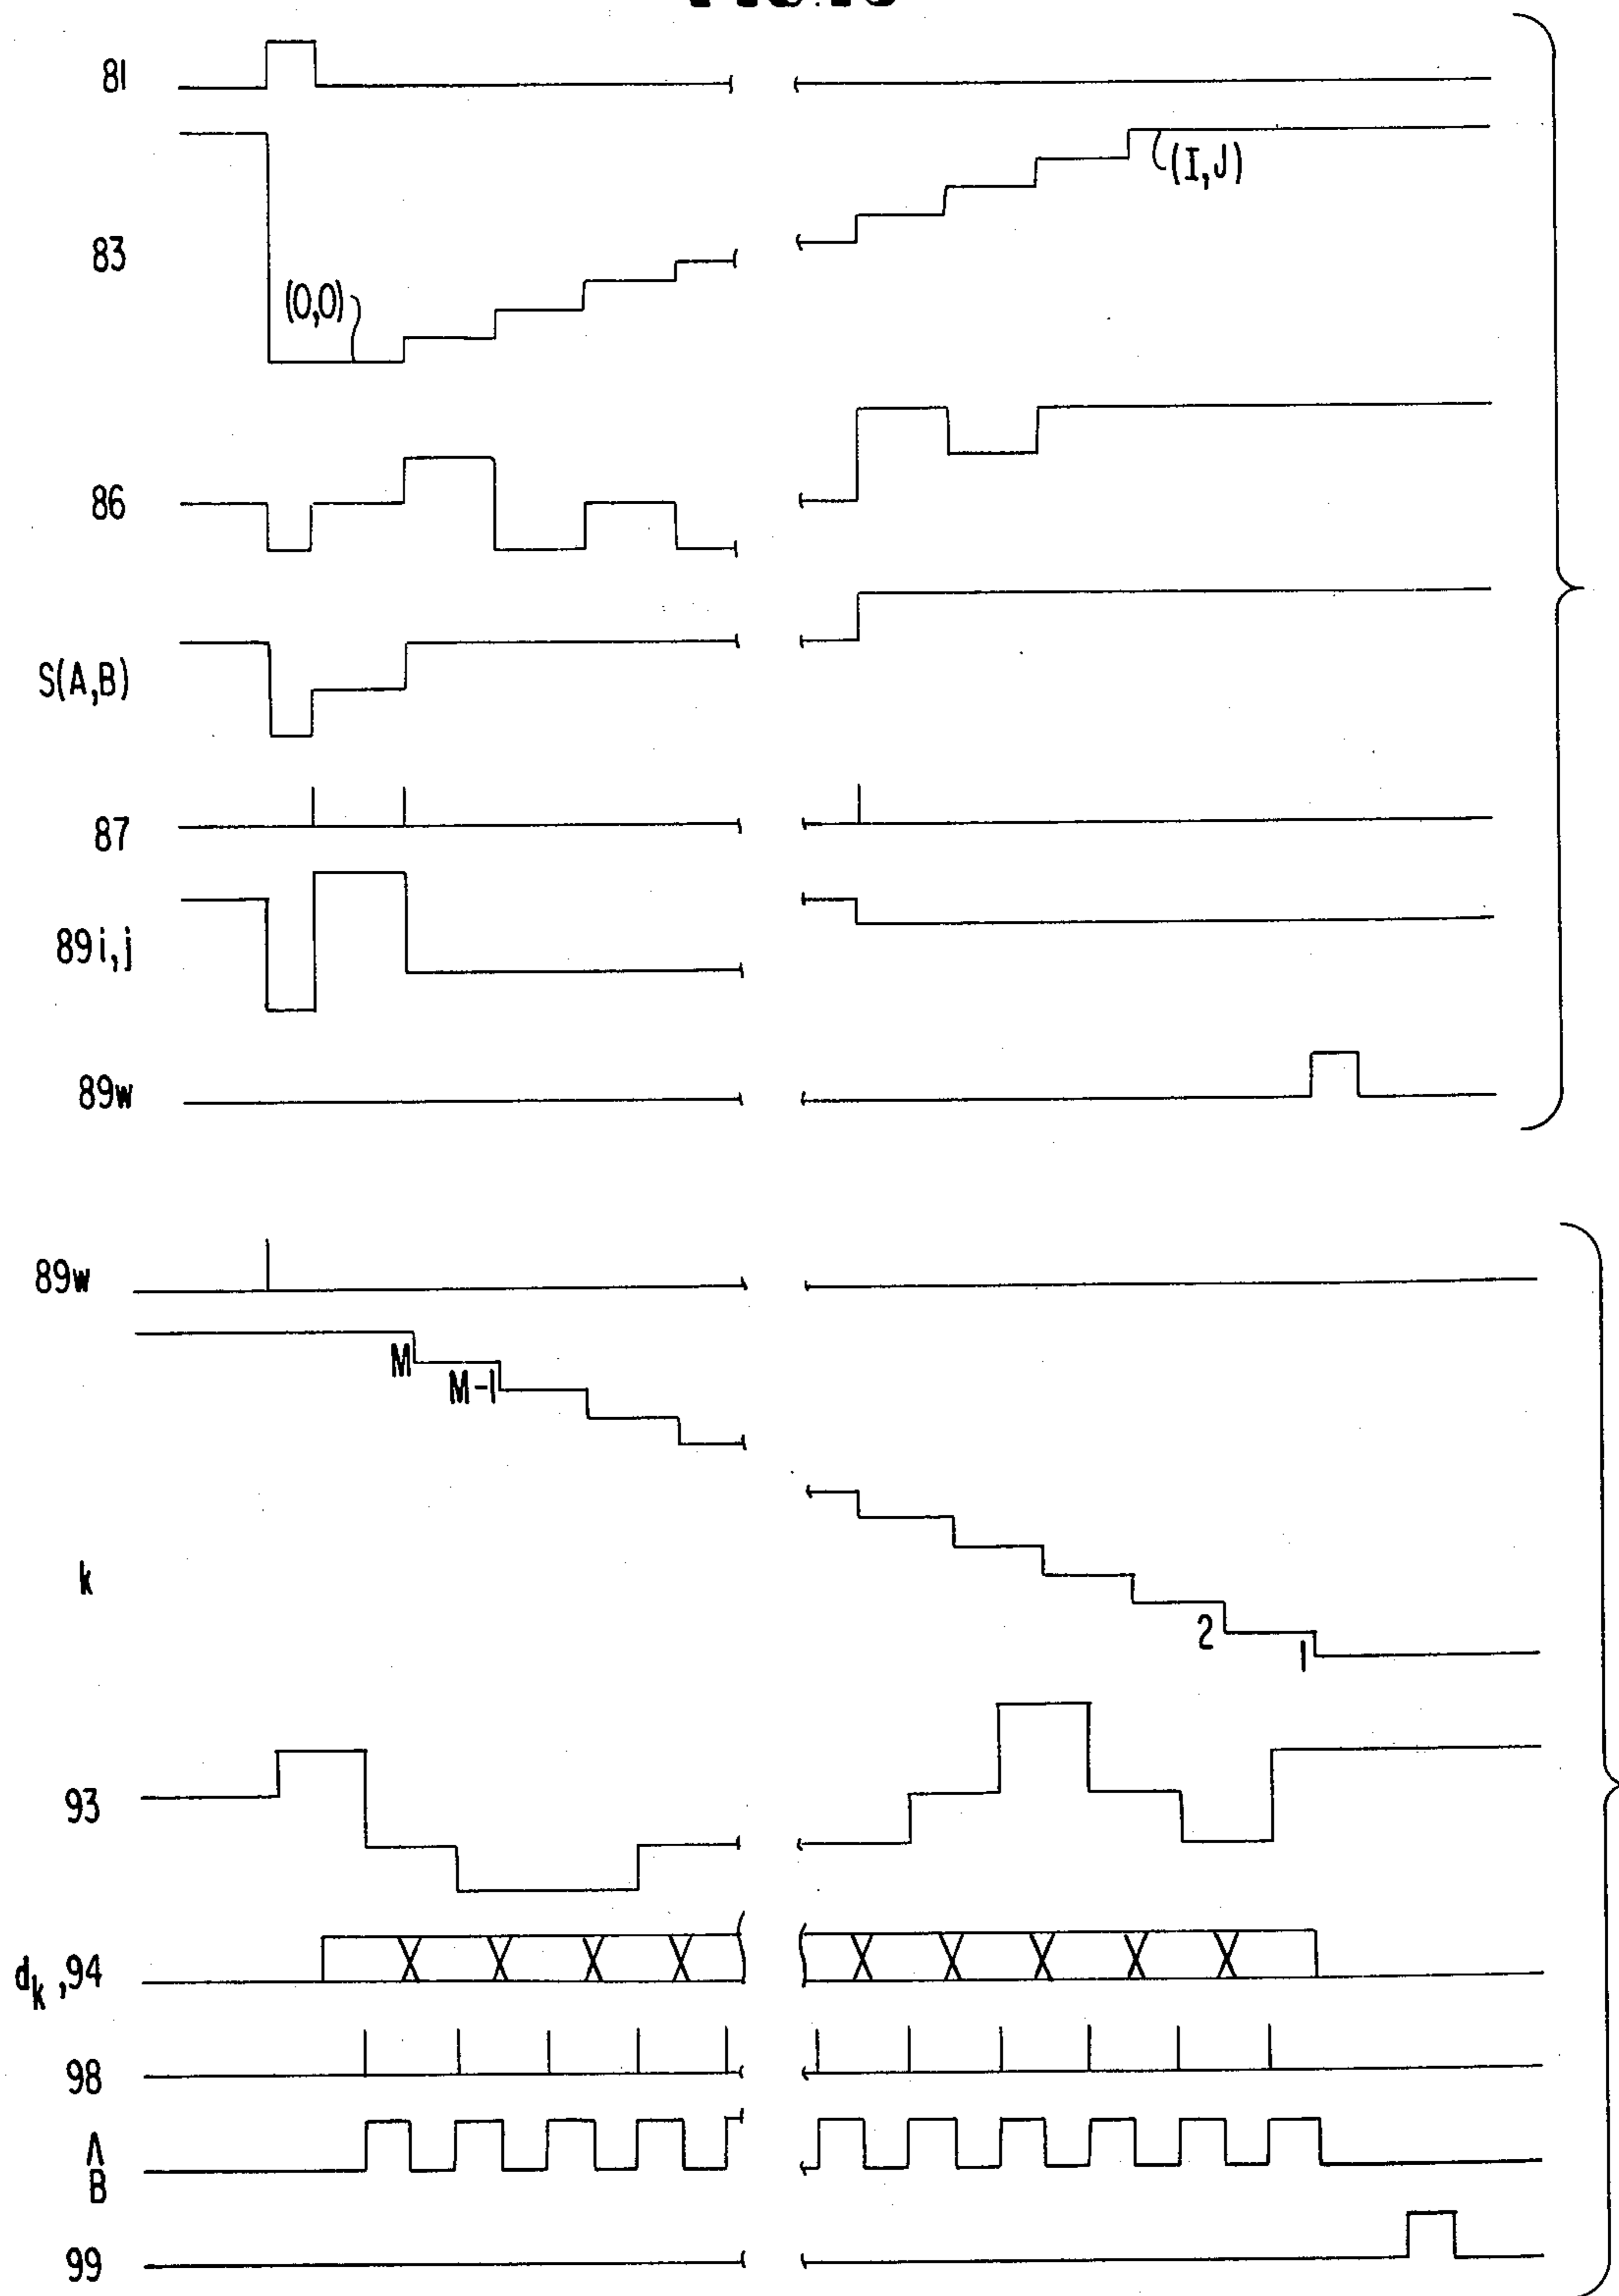 81
(I,J)
83
(0,0)
86
S(A,B)
87
89i,j
89w
89w
M
M-1
k
2
1
93
dk,94
98
^
B
99